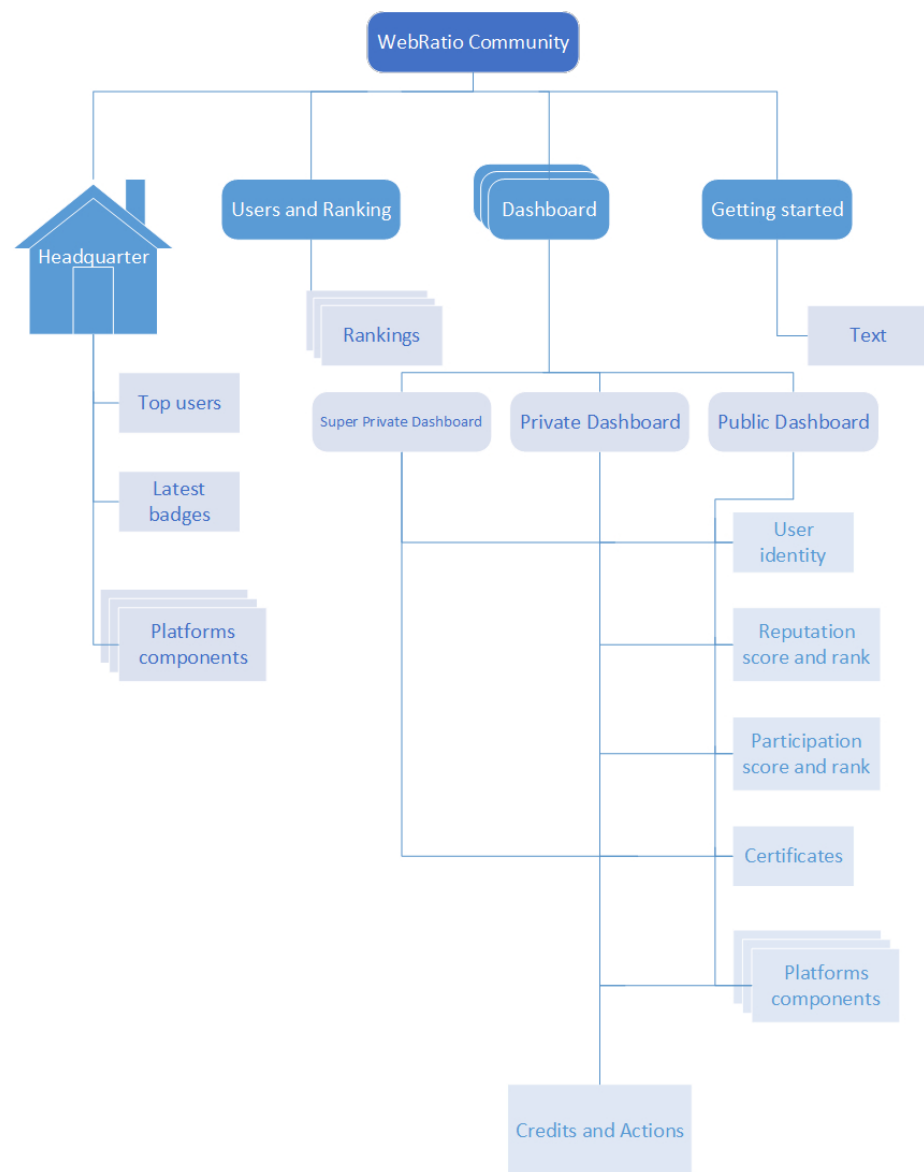 WebRatio Community
Headquarter
Users and Ranking
Dashboard
Getting started
Rankings
Text
Top users
Super Private Dashboard
Private Dashboard
Public Dashboard
Latest
badges
User
identity
Platforms
components
Reputation
score and rank
Participation
score and rank
Certificates
Platforms
components
Credits and Actions